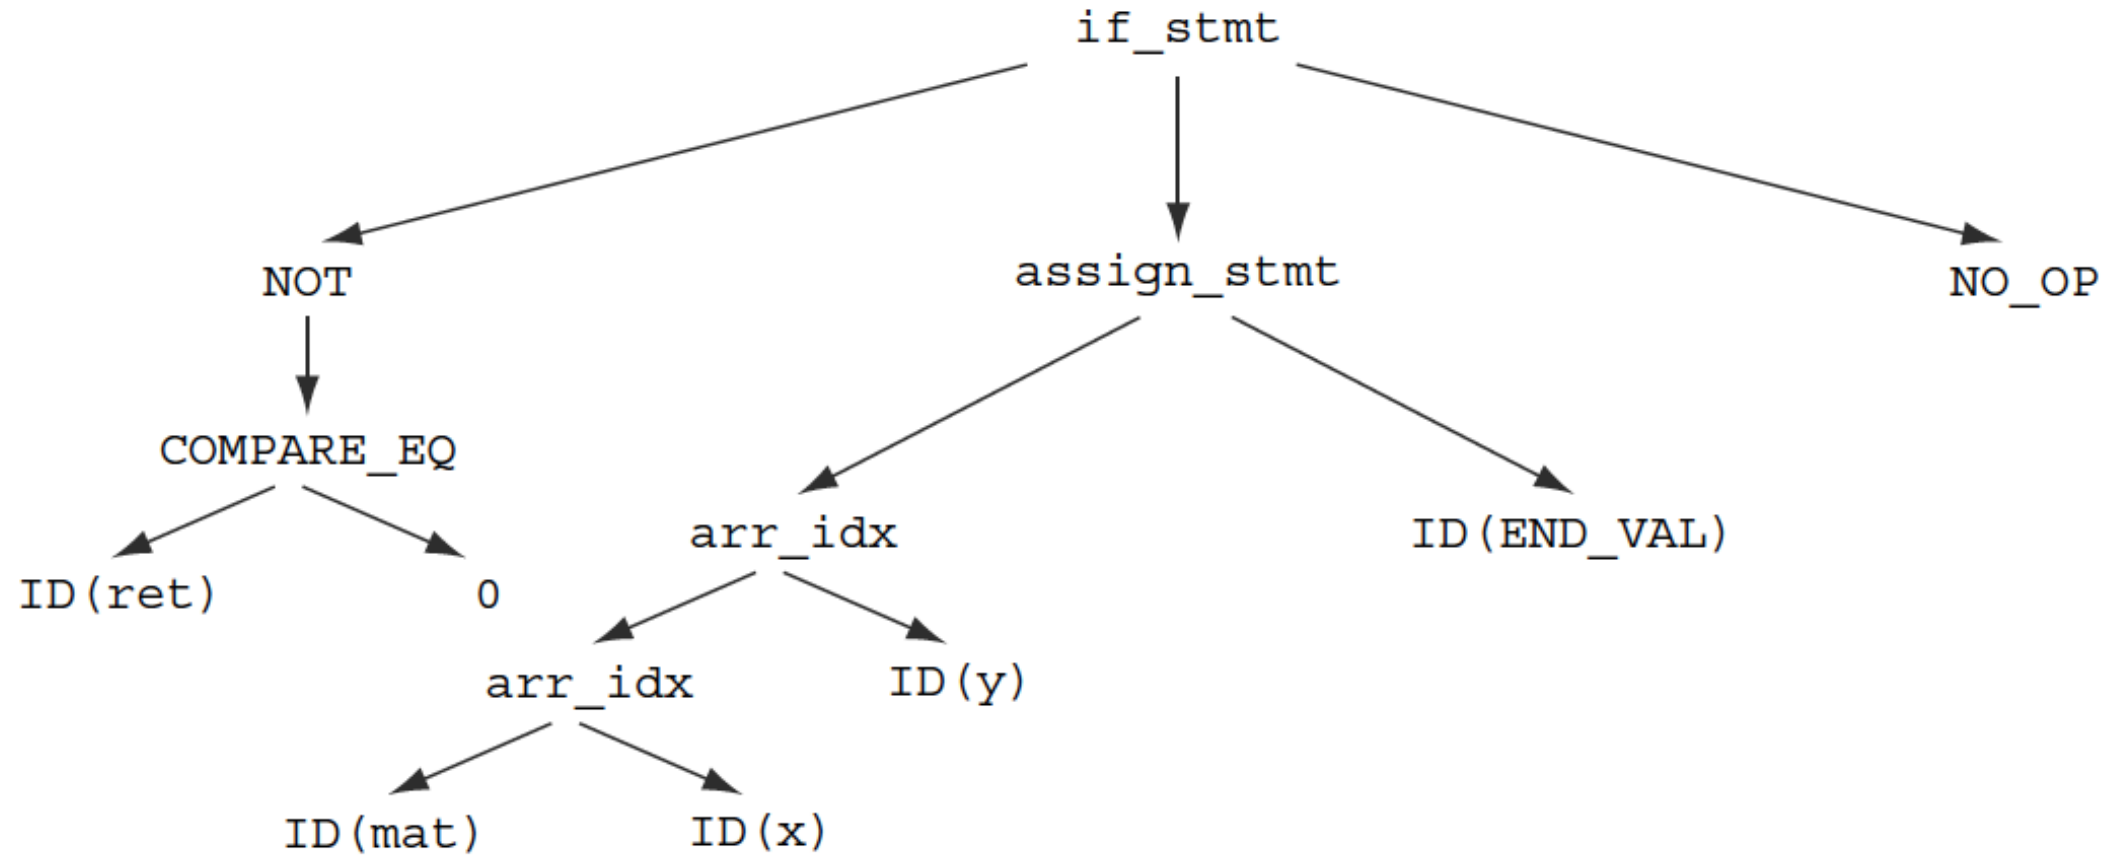 if_stmt
NOT
assign_stmt
NO_OP
COMPARE_EQ
arr_idx
ID(END_VAL)
ID(ret)
0
arr_idx
ID(y)
ID(mat)
ID(x)